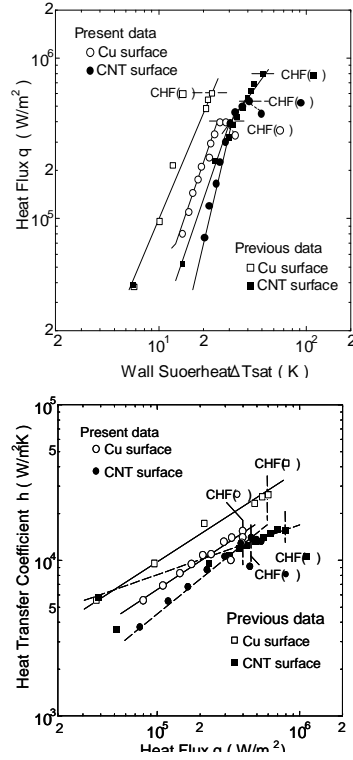 Present data
○ Cu surface
● CNT surface
CHF(□)
CHF(■)
CHF(●)
CHF(○)
Previous data
□ Cu surface
■ CNT surface
Heat Flux q ( W/m²)
10⁶
2
10⁵
2
2
10¹
2
10²
2
Wall SuoerheatΔTsat ( K )
Present data
○ Cu surface
● CNT surface
CHF(□)
CHF(○)
CHF(■)
CHF(●)
Previous data
□ Cu surface
■ CNT surface
Heat Transfer Coefficient h ( W/m²K)
10⁵
10⁴
5
10³
2
10⁵
2
10⁶
2
Heat Flux q ( W/m²)